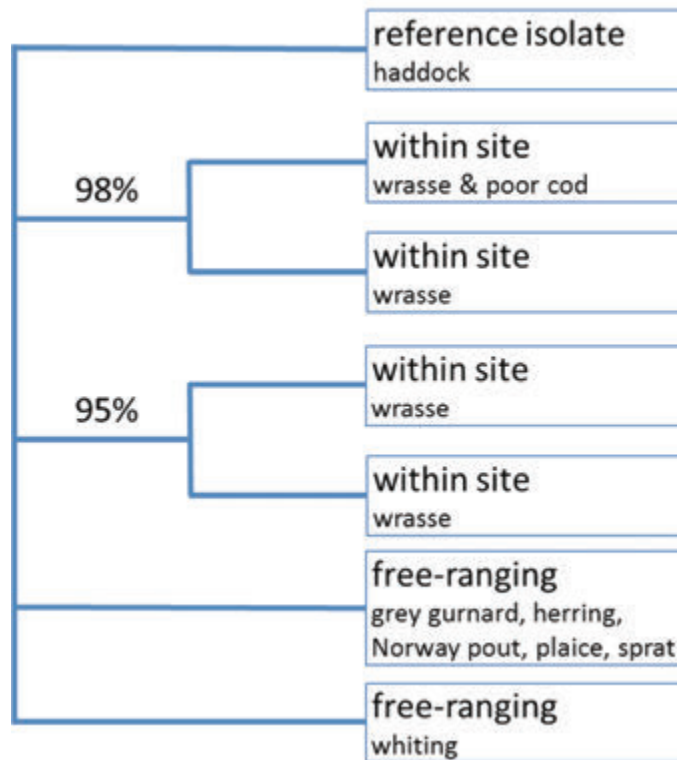 reference isolate
haddock
98%
within site
wrasse & poor cod
within site
wrasse
95%
within site
wrasse
within site
wrasse
free-ranging
grey gurnard, herring,
Norway pout, plaice, sprat
free-ranging
whiting